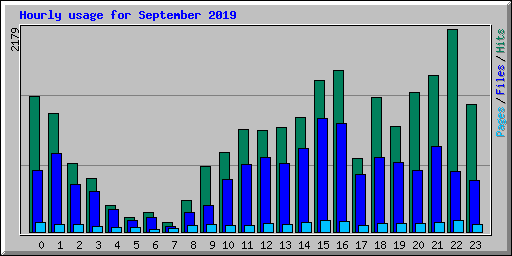 Hourly usage for September 2019
2179
Pages/Files/Hits
0 1 2 3 4 5 6 7 8 9 10 11 12 13 14 15 16 17 18 19 20 21 22 23